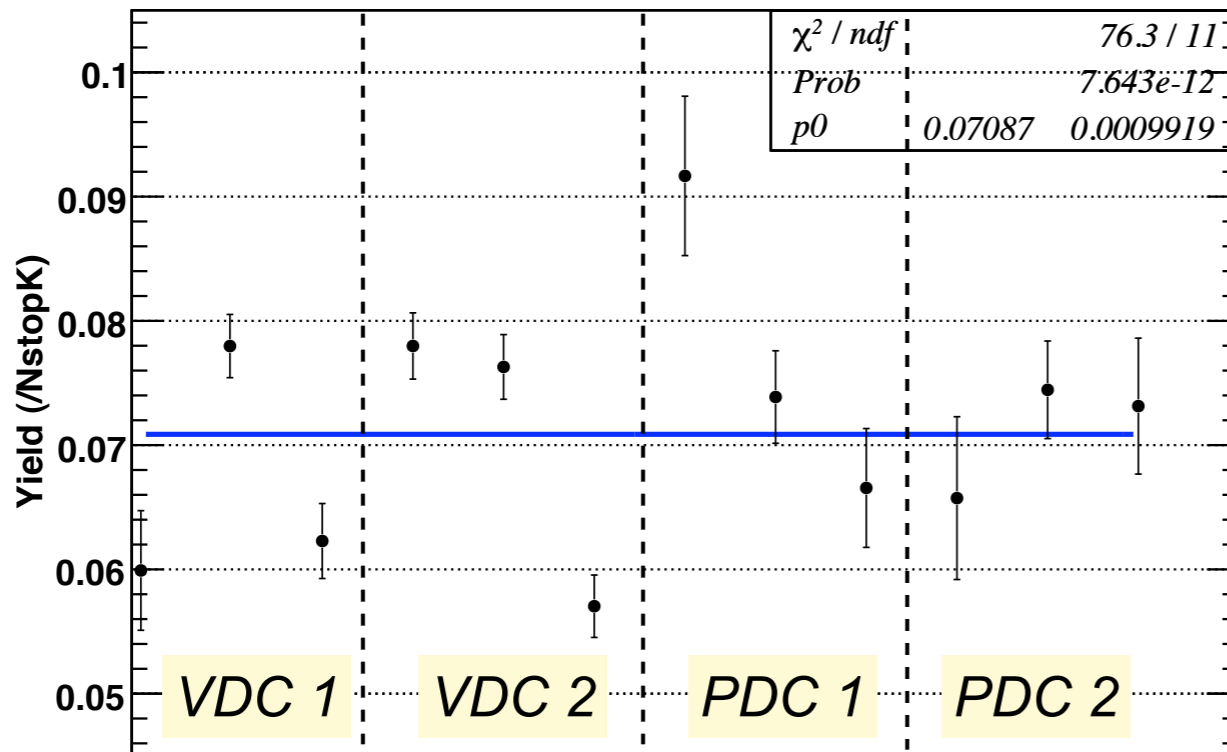 χ² / ndf 76.3 / 11
Prob 7.643e-12
p0 0.07087 0.0009919
0.1
0.09
0.08
0.07
0.06
0.05
Yield (/NstopK)
VDC 1 VDC 2 PDC 1 PDC 2